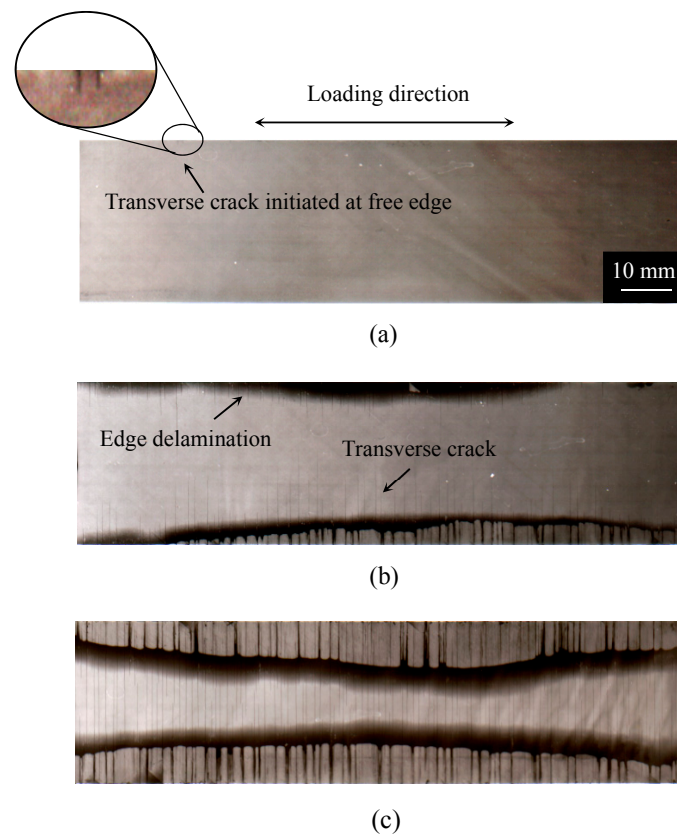 Loading direction
Transverse crack initiated at free edge
10 mm
(a)
Edge delamination
Transverse crack
(b)
(c)